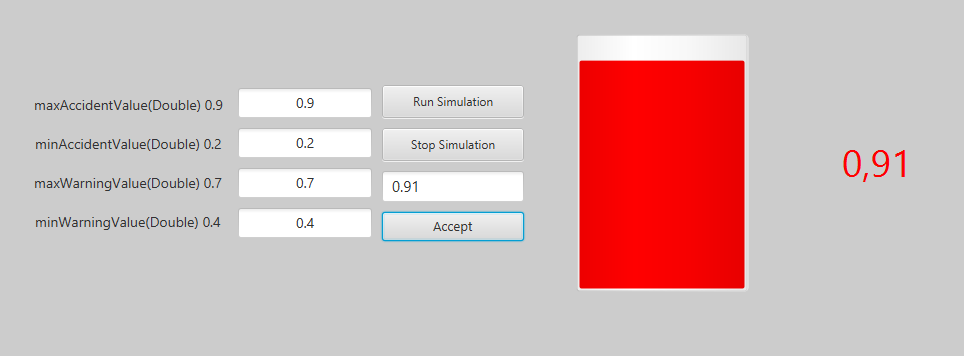 maxAccidentValue(Double) 0.9
0.9
Run Simulation
minAccidentValue(Double) 0.2
0.2
Stop Simulation
maxWarningValue(Double) 0.7
0.7
0.91
minWarningValue(Double) 0.4
0.4
Accept
0,91